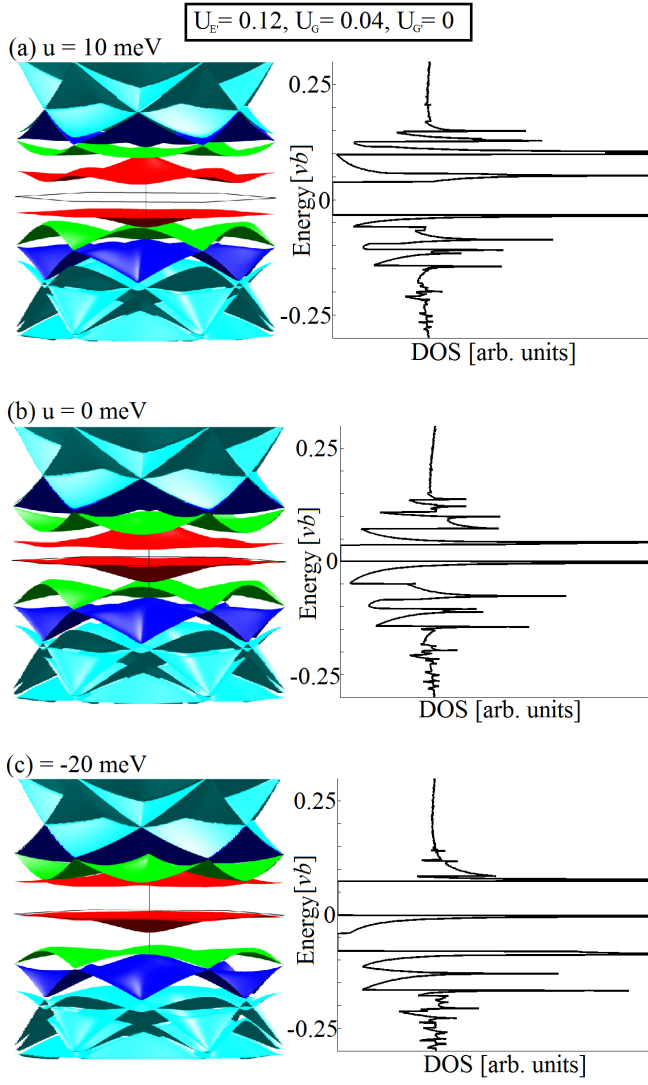 U_E' = 0.12, U_G = 0.04, U_G' = 0
(a) u = 10 meV
0.25
0
-0.25
Energy [vb]
DOS [arb. units]
(b) u = 0 meV
0.25
0
-0.25
Energy [vb]
DOS [arb. units]
(c) = -20 meV
0.25
0
-0.25
Energy [vb]
DOS [arb. units]